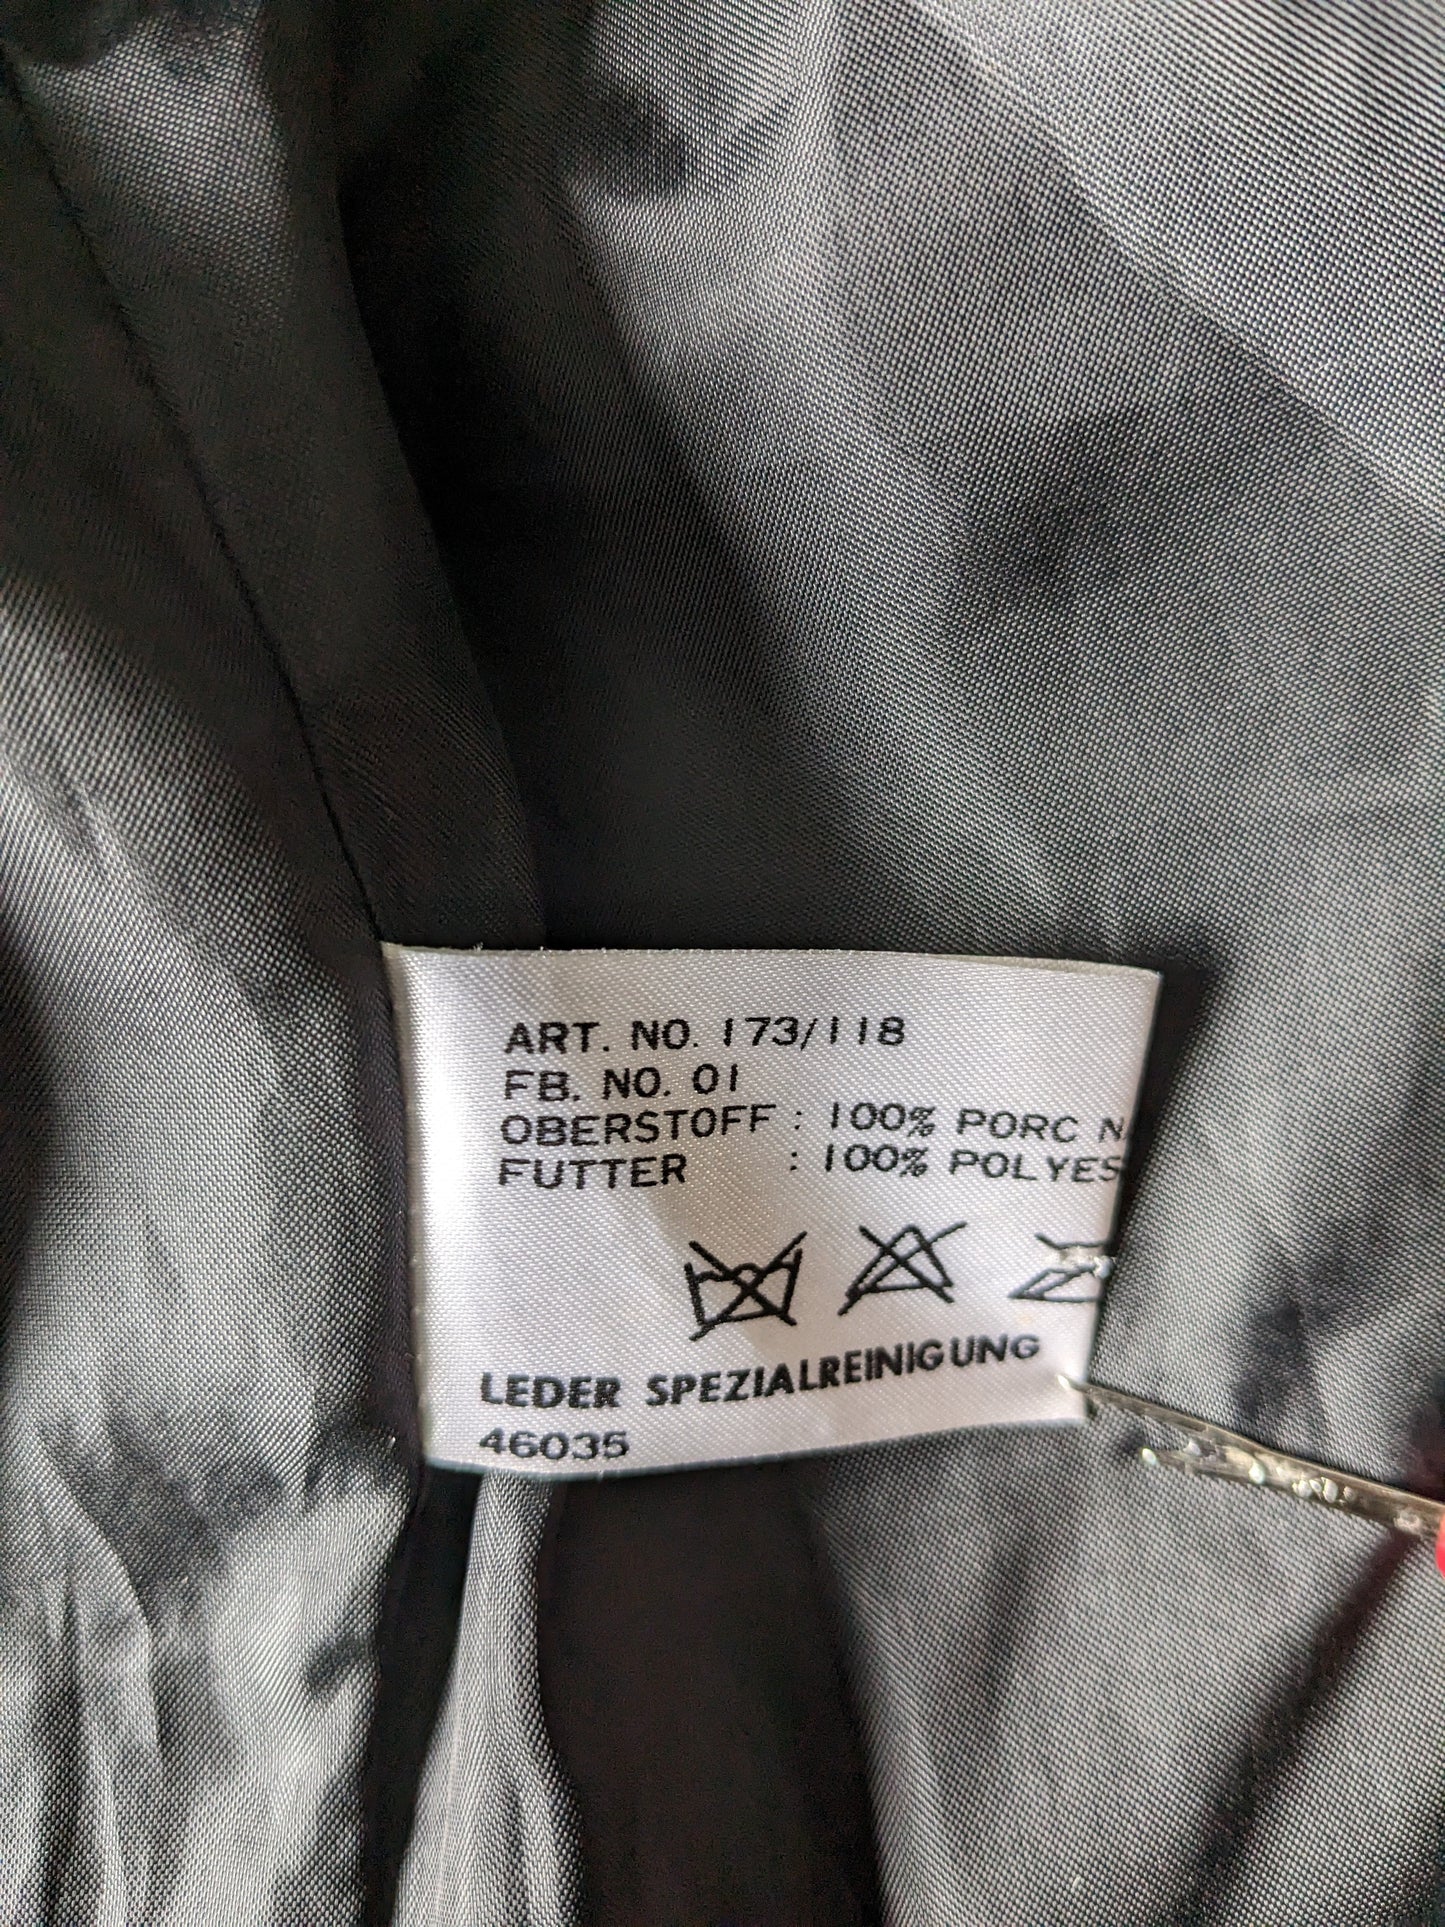 ART. NO. 173/118
FB. NO. 01
OBERSTOFF : 100% PORC
FUTTER : 100% POLYES
LEDER SPEZIALREINIGUNG
46035